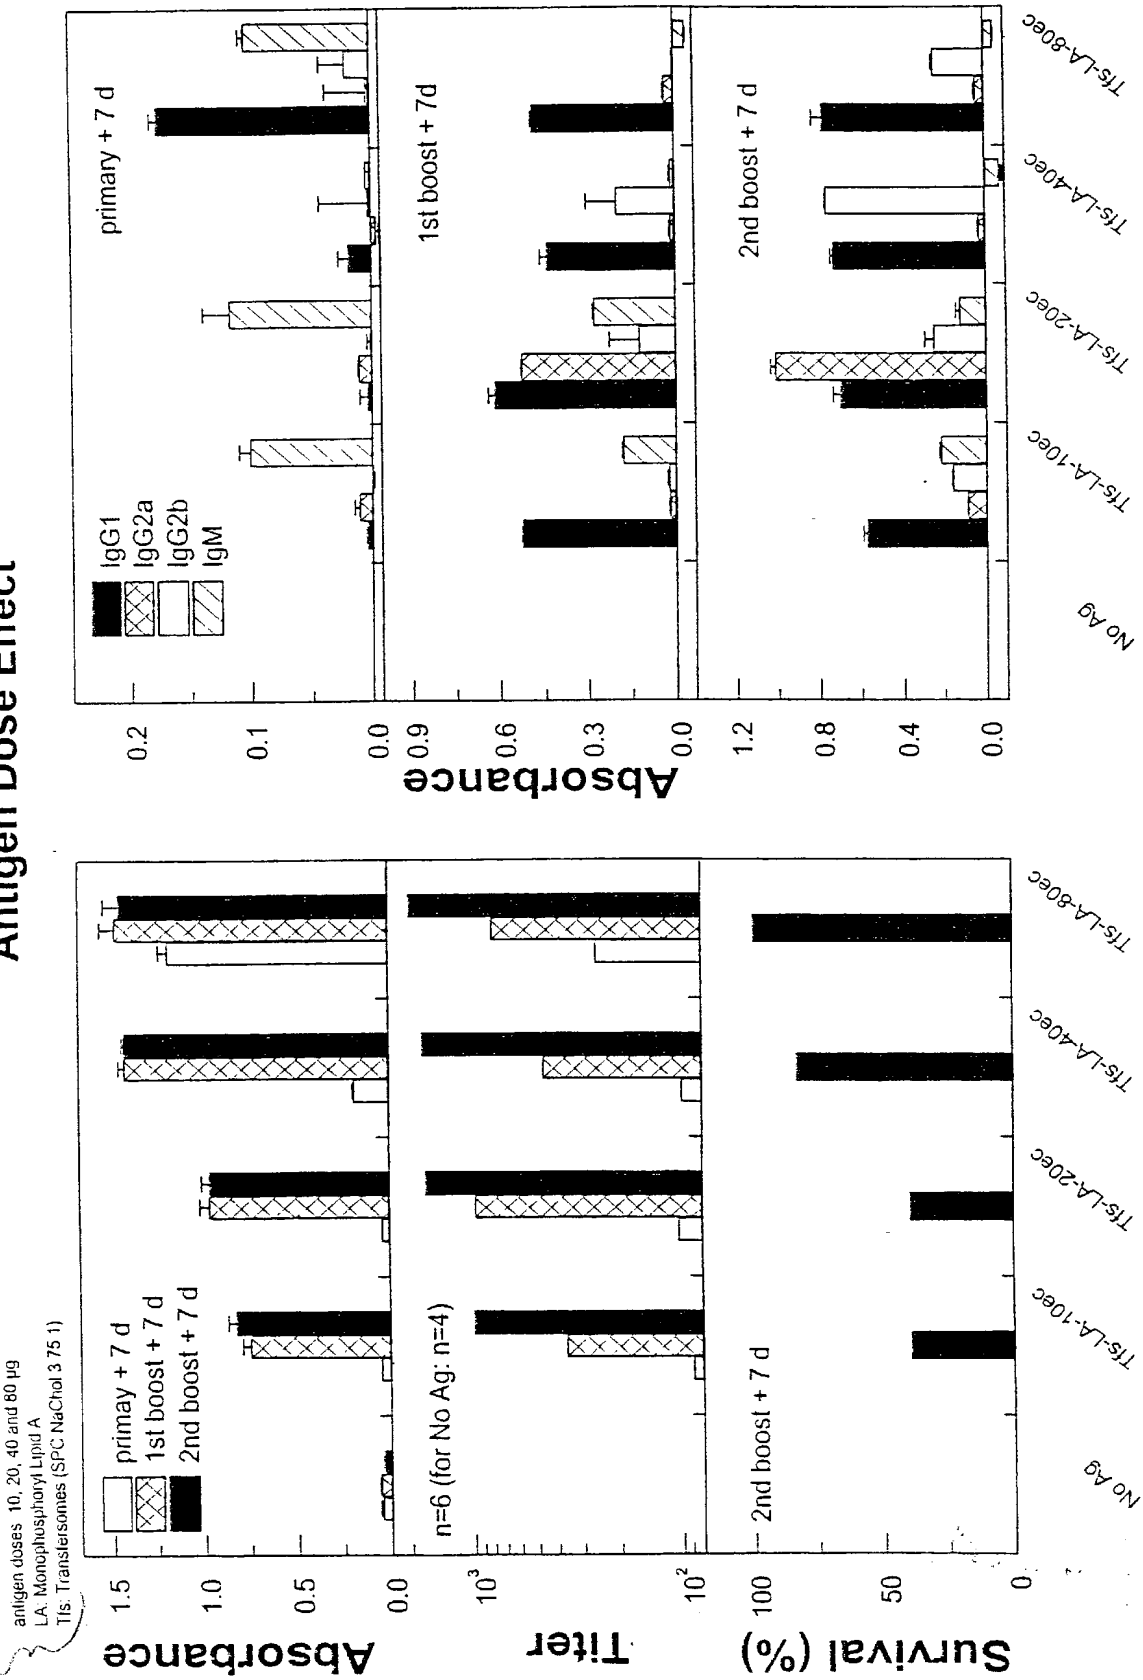 Antigen Dose Effect
antigen doses 10, 20, 40 and 80 µg
LA: Monophosphoryl Lipid A
Tfs: Transfersomes (SPC NaChol 3 75 1)
Absorbance
1.5
1.0
0.5
0.0
primay + 7 d
1st boost + 7 d
2nd boost + 7 d
Titer
10³
10²
n=6 (for No Ag: n=4)
Survival (%)
100
50
0
2nd boost + 7 d
No Ag
Tfs-LA-10ec
Tfs-LA-20ec
Tfs-LA-40ec
Tfs-LA-80ec
Absorbance
0.2
0.1
0.0
IgG1
IgG2a
IgG2b
IgM
primary + 7 d
0.9
0.6
0.3
0.0
1st boost + 7d
1.2
0.8
0.4
0.0
2nd boost + 7 d
No Ag
Tfs-LA-10ec
Tfs-LA-20ec
Tfs-LA-40ec
Tfs-LA-80ec